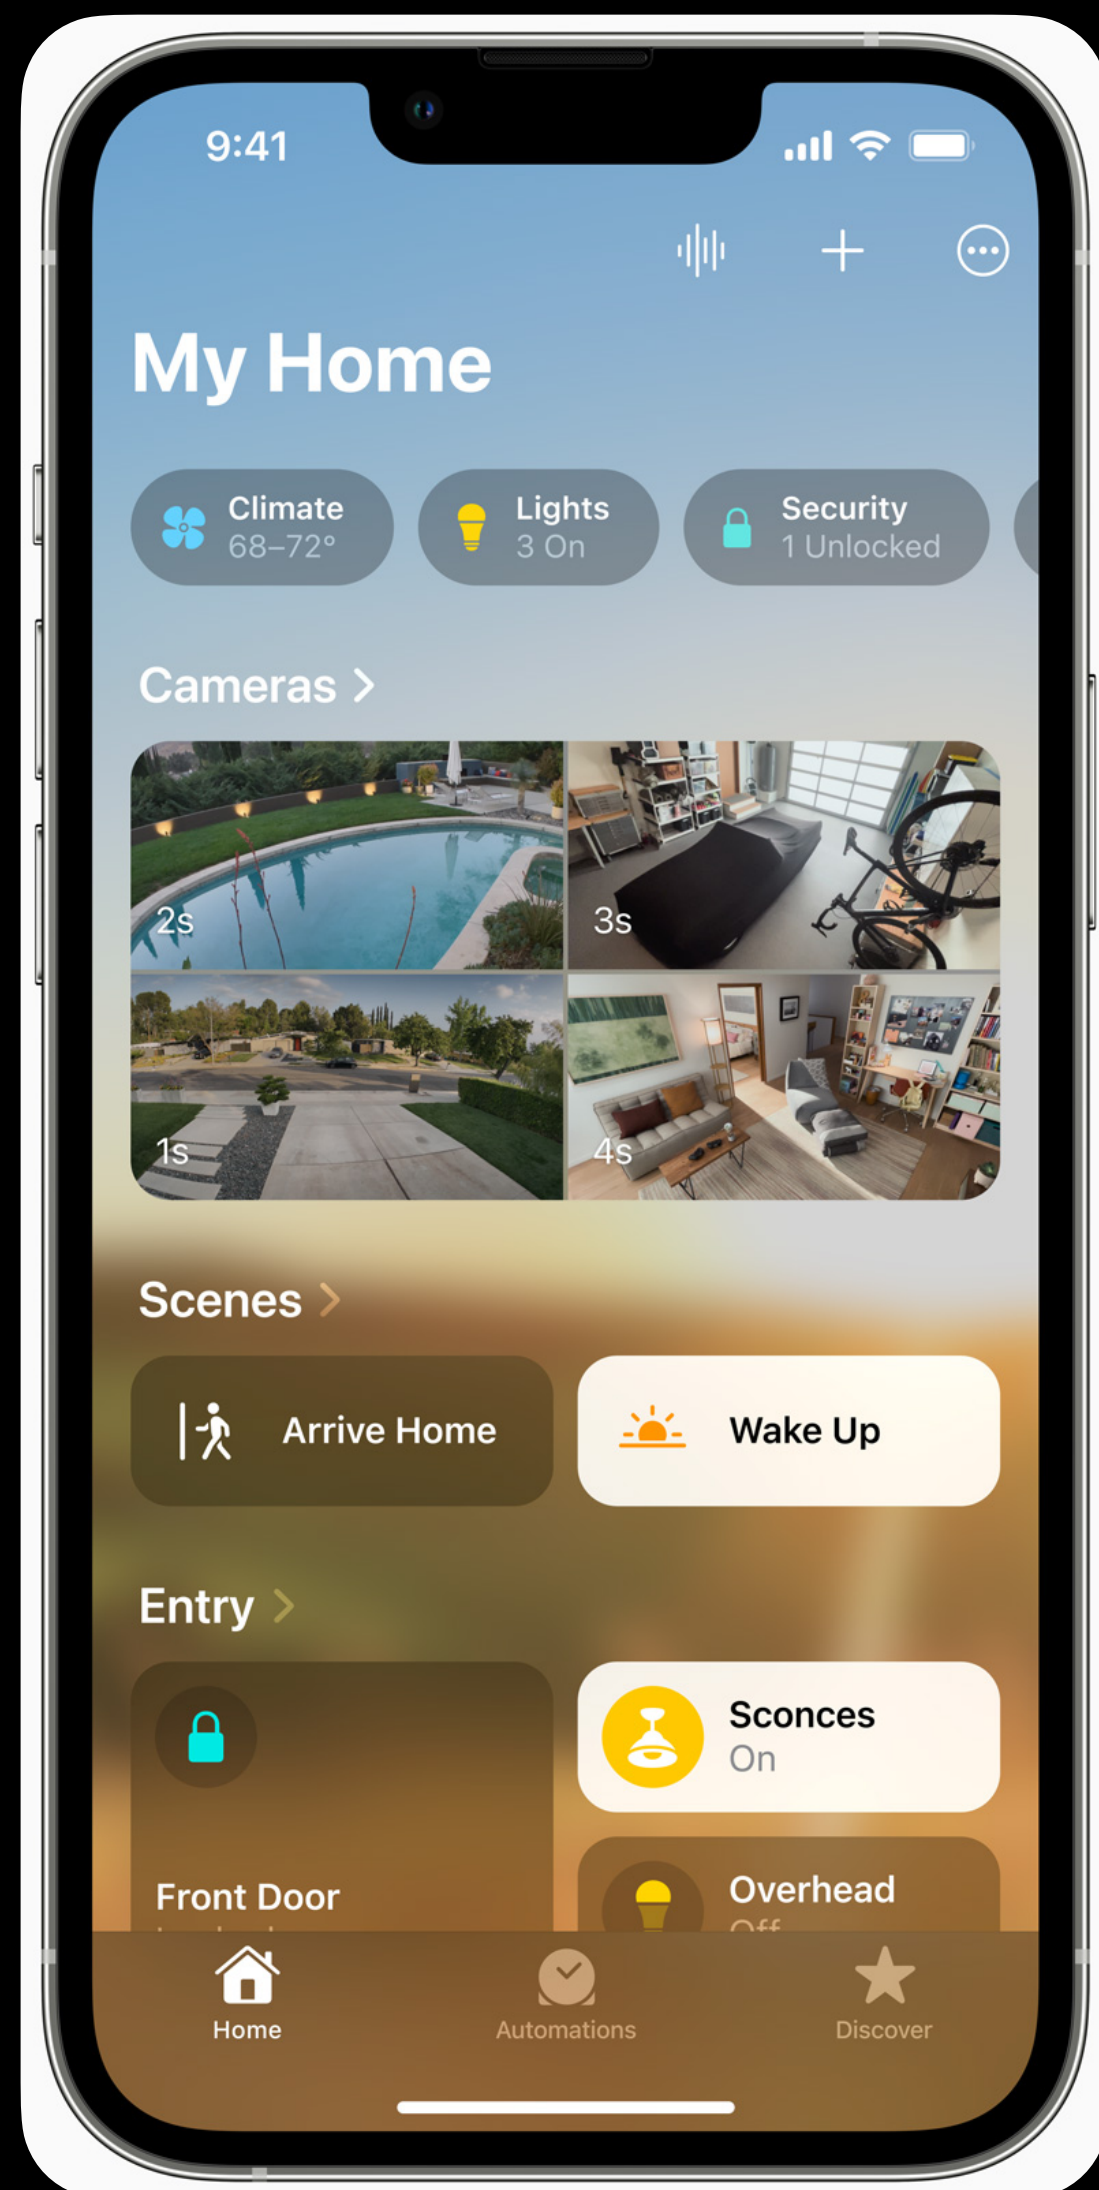 9:41
My Home
Climate
68–72°
Lights
3 On
Security
1 Unlocked
Cameras
2s
3s
1s
4s
Scenes
Arrive Home
Wake Up
Entry
Sconces
On
Front Door
Overhead
Off
Home
Automations
Discover